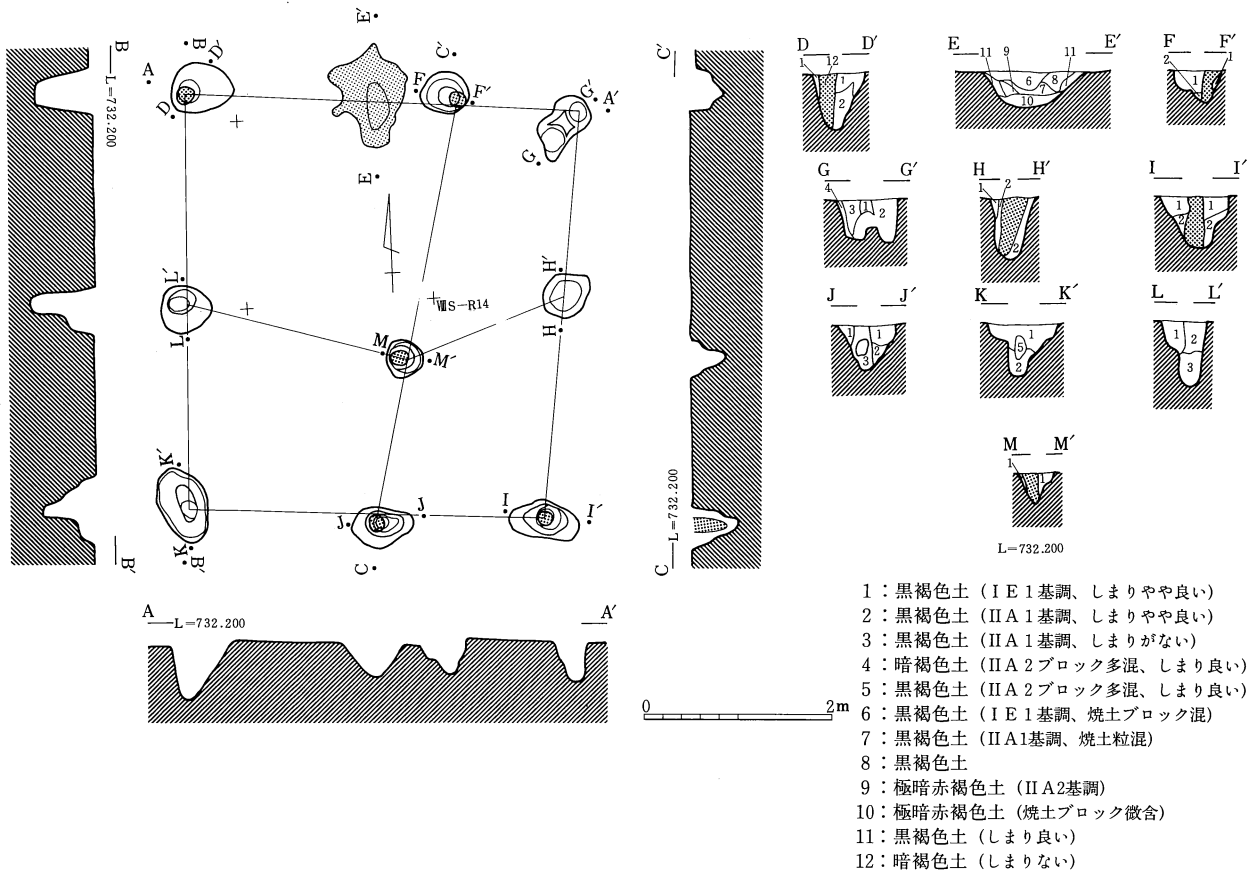 E′
B
D′
A
D
B
L=732.200
C′
F
F′
G′
A′
G
E
L′
L
H′
H
ⅧS-R14
M
M′
K′
K
B′
B′
J
J
C
I
I′
C′
C
L=732.200
A
L=732.200
A′
0
2m
D
D′
1
12
1
2
E
E′
11
9
11
6
8
7
10
F
F′
2
1
1
G
G′
4
3
1
2
H
H′
1
2
2
I
I′
1
1
2
2
J
J′
1
1
2
3
K
K′
1
5
2
L
L′
1
2
3
M
M′
1
1
L=732.200
1：黒褐色土（ⅠE1基調、しまりやや良い）
2：黒褐色土（ⅡA1基調、しまりやや良い）
3：黒褐色土（ⅡA1基調、しまりがない）
4：暗褐色土（ⅡA2ブロック多混、しまり良い）
5：黒褐色土（ⅡA2ブロック多混、しまり良い）
6：黒褐色土（ⅠE1基調、焼土ブロック混）
7：黒褐色土（ⅡA1基調、焼土粒混）
8：黒褐色土
9：極暗赤褐色土（ⅡA2基調）
10：極暗赤褐色土（焼土ブロック微含）
11：黒褐色土（しまり良い）
12：暗褐色土（しまりない）